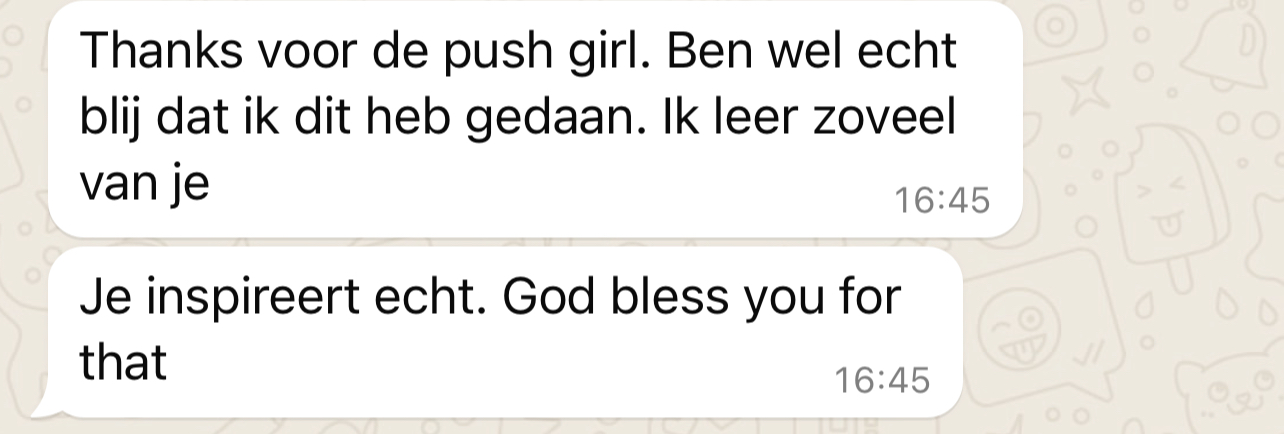 Thanks voor de push girl. Ben wel echt
blij dat ik dit heb gedaan. Ik leer zoveel
van je
16:45
Je inspireert echt. God bless you for
that
16:45